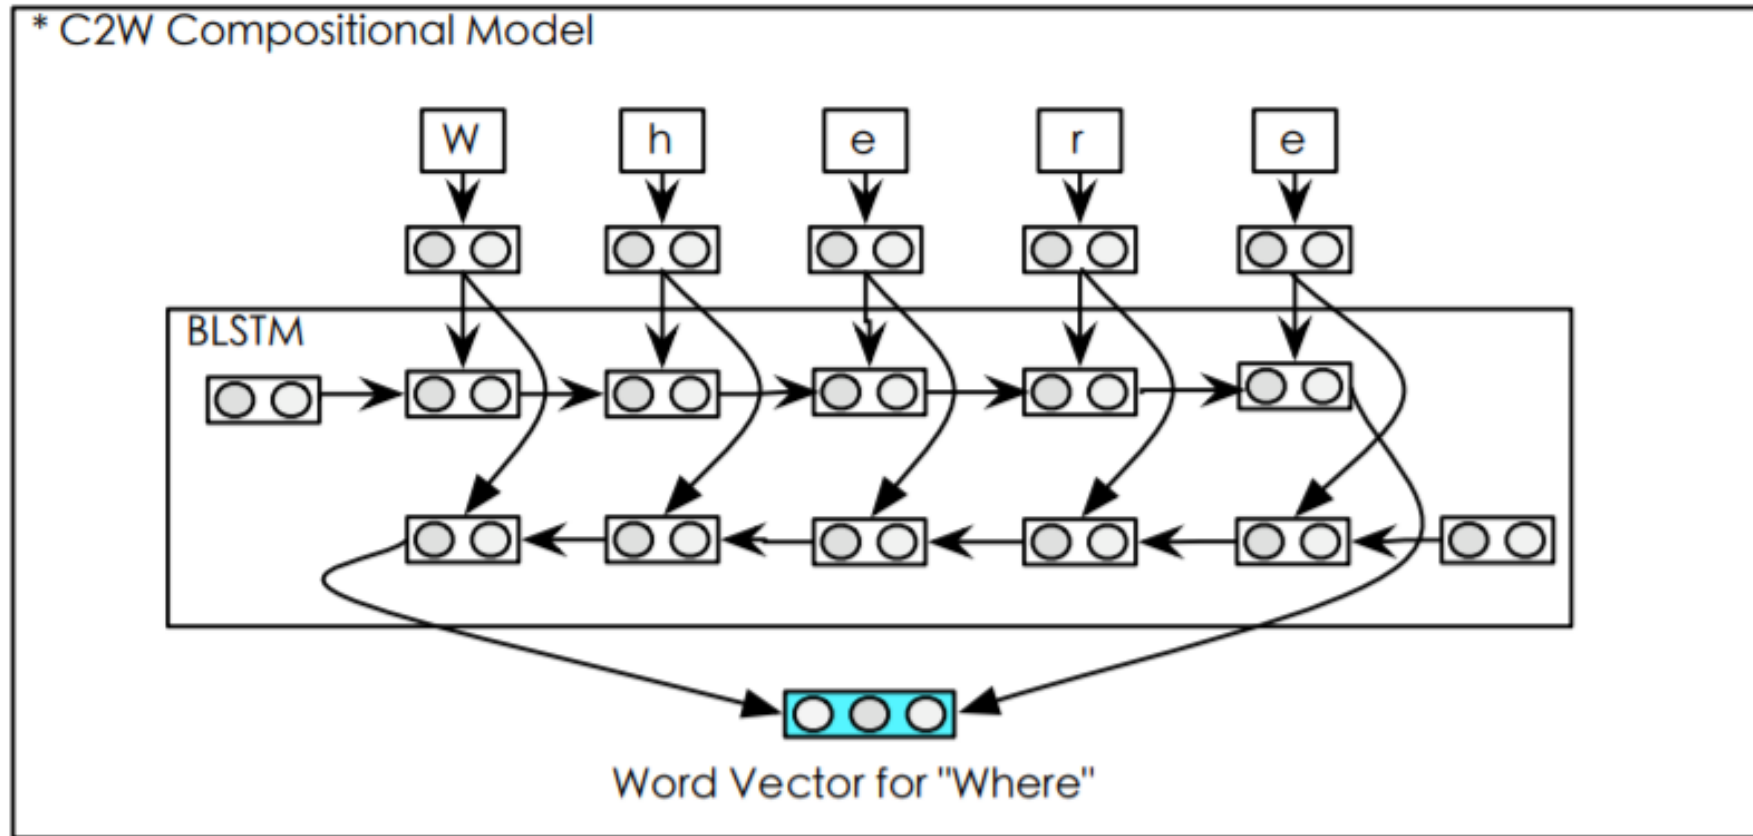 * C2W Compositional Model
W h e r e
BLSTM
Word Vector for "Where"